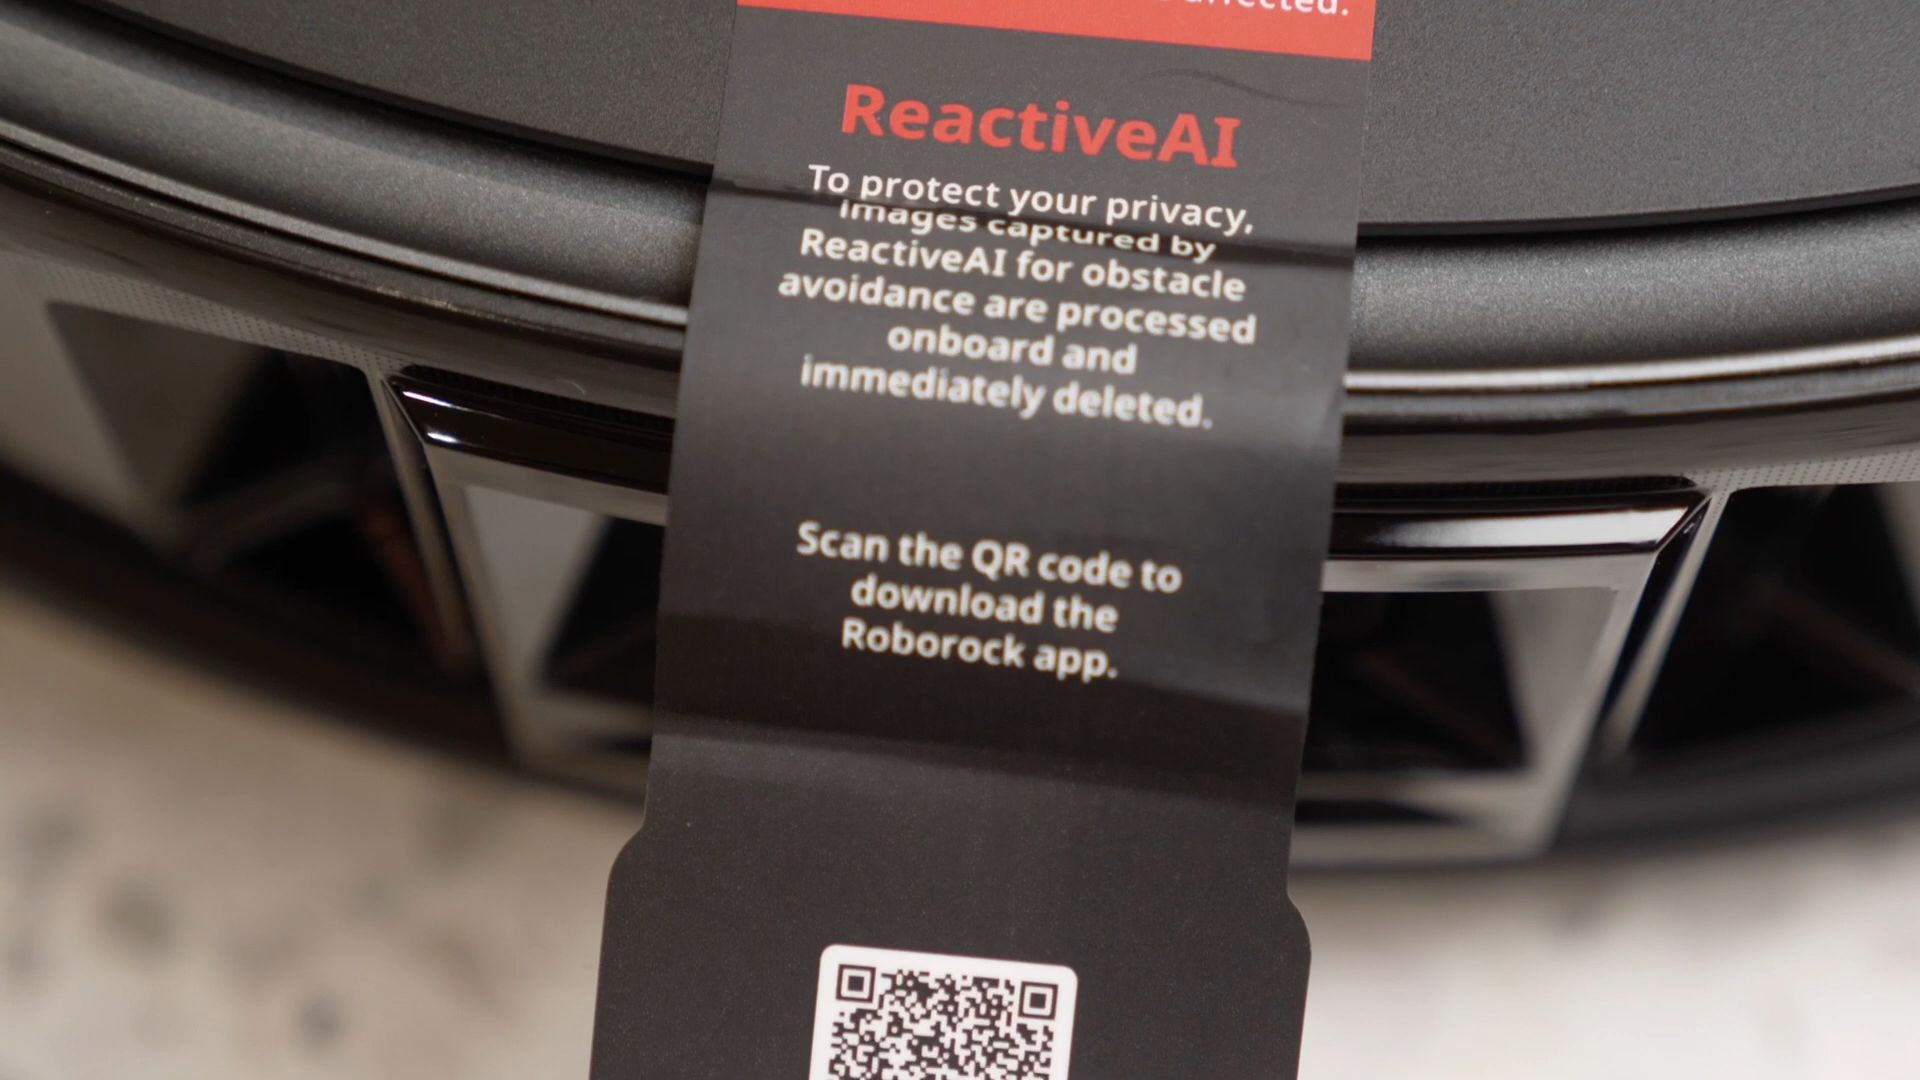 affected.
ReactiveAI
To protect your privacy,
images captured by
ReactiveAI for obstacle
avoidance are processed
onboard and
immediately deleted.
Scan the QR code to
download the
Roborock app.